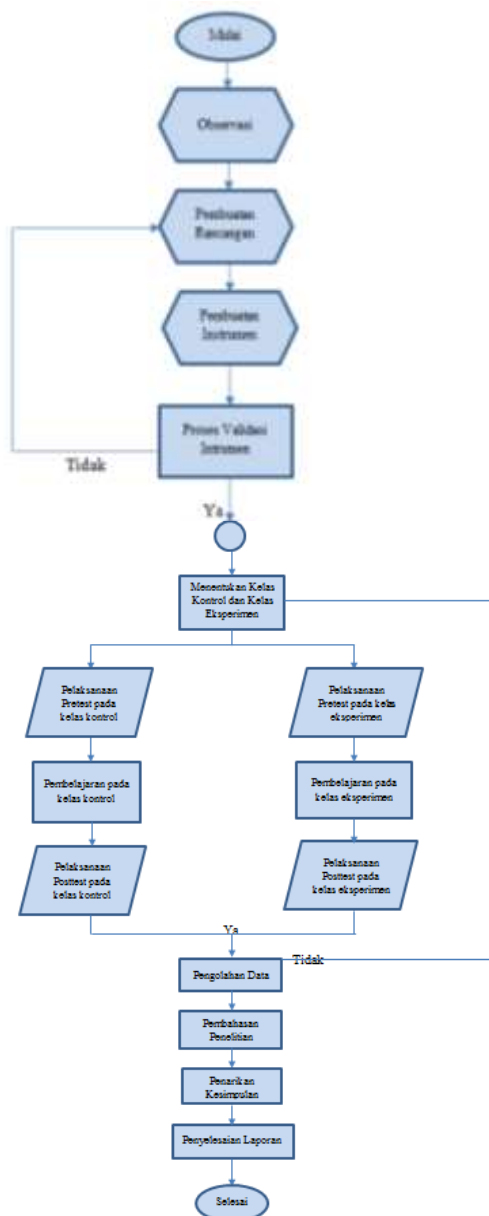 Mulai
Observasi
Pembuatan
Rancangan
Pembuatan
Instrumen
Proses Validasi
Intrumen
Tidak
Ya
Menentukan Kelas
Kontrol dan Kelas
Eksperimen
Pelaksanaan
Pretest pada
kelas kontrol
Pelaksanaan
Pretest pada kelas
eksperimen
Pembelajaran pada
kelas kontrol
Pembelajaran pada
kelas eksperimen
Pelaksanaan
Posttest pada
kelas kontrol
Pelaksanaan
Posttest pada
kelas eksperimen
Ya
Tidak
Pengolahan Data
Pembahasan
Penelitian
Penarikan
Kesimpulan
Penyelesaian Laporan
Selesai